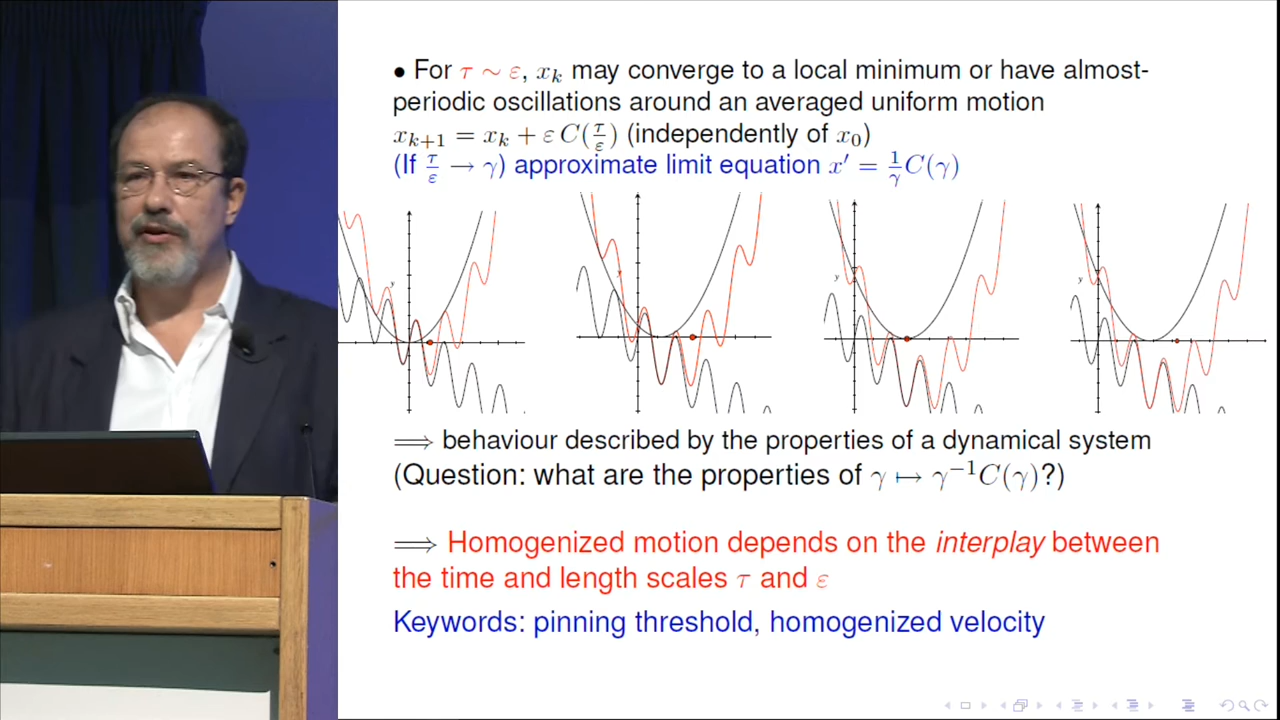 • For τ ∼ ε, x_k may converge to a local minimum or have almost-
periodic oscillations around an averaged uniform motion
x_{k+1} = x_k + ε C(τ/ε) (independently of x_0)
(If τ/ε → γ) approximate limit equation x′ = 1/γ C(γ)
y
y
y
y
⟹ behaviour described by the properties of a dynamical system
(Question: what are the properties of γ ↦ γ⁻¹C(γ)?)
⟹ Homogenized motion depends on the interplay between
the time and length scales τ and ε
Keywords: pinning threshold, homogenized velocity